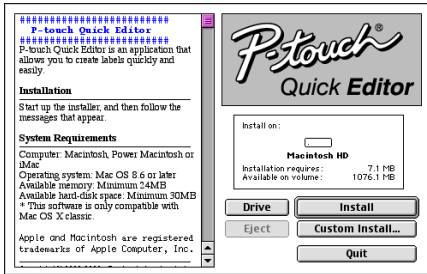 #########################
P-touch Quick Editor
#########################
P-touch Quick Editor is an application that
allows you to create labels quickly and
easily.
Installation
Start up the installer, and then follow the
messages that appear.
System Requirements
Computer: Macintosh, Power Macintosh or
iMac
Operating system: Mac OS 8.6 or later
Available memory: Minimum 24MB
Available hard-disk space: Minimum 30MB
* This software is only compatible with
Mac OS X classic.
Apple and Macintosh are registered
trademarks of Apple Computer, Inc.
P-touch
Quick Editor
Install on:
Macintosh HD
Installation requires: 7.1 MB
Available on volume: 1076.1 MB
Drive
Install
Eject
Custom Install...
Quit